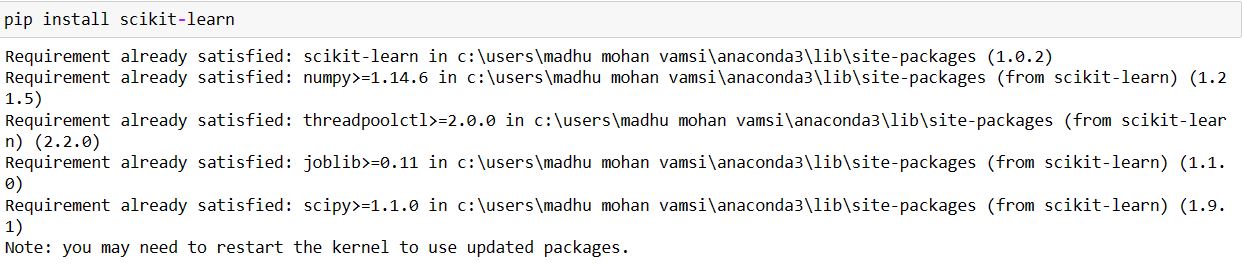 pip install scikit-learn
Requirement already satisfied: scikit-learn in c:\users\madhu mohan vamsi\anaconda3\lib\site-packages (1.0.2)
Requirement already satisfied: numpy>=1.14.6 in c:\users\madhu mohan vamsi\anaconda3\lib\site-packages (from scikit-learn) (1.2
1.5)
Requirement already satisfied: threadpoolctl>=2.0.0 in c:\users\madhu mohan vamsi\anaconda3\lib\site-packages (from scikit-lear
n) (2.2.0)
Requirement already satisfied: joblib>=0.11 in c:\users\madhu mohan vamsi\anaconda3\lib\site-packages (from scikit-learn) (1.1.
0)
Requirement already satisfied: scipy>=1.1.0 in c:\users\madhu mohan vamsi\anaconda3\lib\site-packages (from scikit-learn) (1.9.
1)
Note: you may need to restart the kernel to use updated packages.